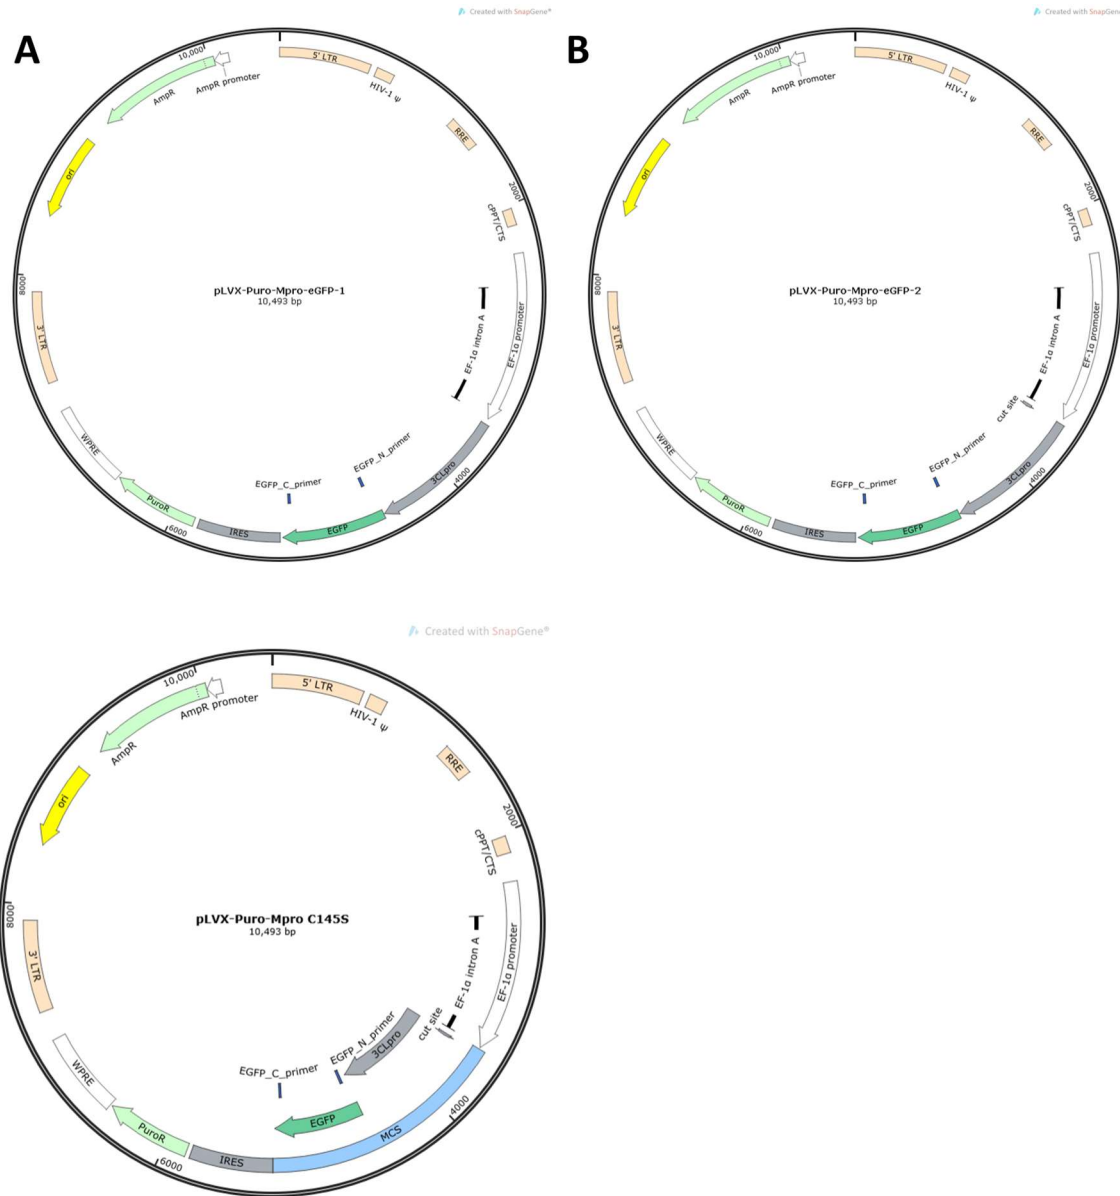 Created with SnapGene®
A
10,000
AmpR promoter
AmpR
5' LTR
HIV-1 ψ
RRE
2000
cPPT/CTS
ori
8000
pLVX-Puro-Mpro-eGFP-1
10,493 bp
EF-1α intron A
EF-1α promoter
3' LTR
WPRE
EGFP_N_primer
3CLpro
4000
EGFP_C_primer
PuroR
6000
IRES
EGFP
Created with SnapGene
B
10,000
AmpR promoter
AmpR
5' LTR
HIV-1 ψ
RRE
2000
cPPT/CTS
ori
8000
pLVX-Puro-Mpro-eGFP-2
10,493 bp
EF-1α intron A
EF-1α promoter
3' LTR
cut site
WPRE
EGFP_N_primer
3CLpro
4000
EGFP_C_primer
PuroR
6000
IRES
EGFP
Created with SnapGene®
10,000
AmpR promoter
AmpR
5' LTR
HIV-1 ψ
RRE
2000
cPPT/CTS
ori
8000
pLVX-Puro-Mpro C145S
10,493 bp
EF-1α intron A
EF-1α promoter
3' LTR
cut site
EGFP_N_primer
3CLpro
WPRE
EGFP_C_primer
4000
EGFP
MCS
PuroR
6000
IRES